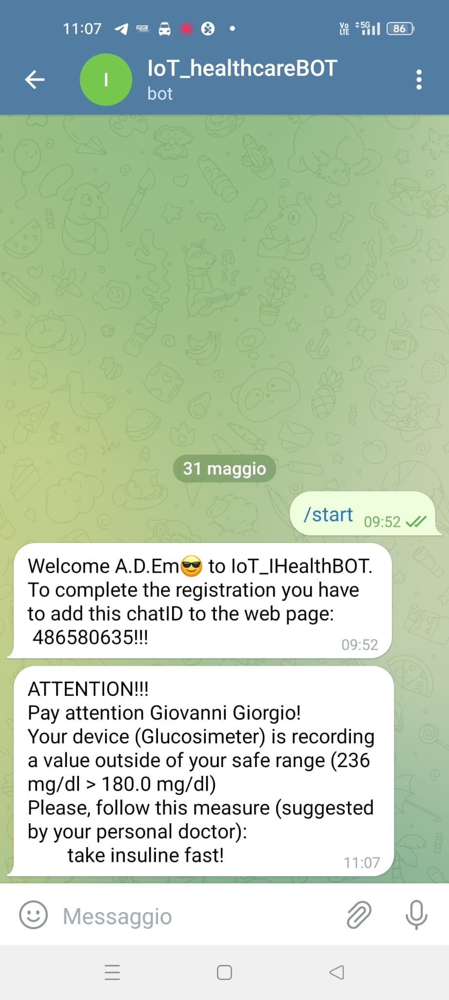 11:07
Vo LTE 5G 86
I
IoT_healthcareBOT
bot
31 maggio
/start 09:52
Welcome A.D.Em😎 to IoT_IHealthBOT.
To complete the registration you have
to add this chatID to the web page:
486580635!!!
09:52
ATTENTION!!!
Pay attention Giovanni Giorgio!
Your device (Glucosimeter) is recording
a value outside of your safe range (236
mg/dl > 180.0 mg/dl)
Please, follow this measure (suggested
by your personal doctor):
take insuline fast!
11:07
Messaggio